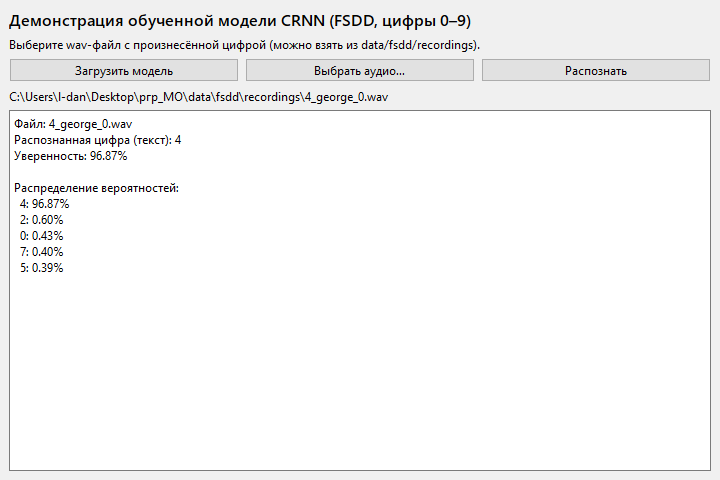 Демонстрация обученной модели CRNN (FSDD, цифры 0–9)
Выберите wav-файл с произнесённой цифрой (можно взять из data/fsdd/recordings).
Загрузить модель
Выбрать аудио...
Распознать
C:\Users\l-dan\Desktop\ргр_МО\data\fsdd\recordings\4_george_0.wav
Файл: 4_george_0.wav
Распознанная цифра (текст): 4
Уверенность: 96.87%
Распределение вероятностей:
4: 96.87%
2: 0.60%
0: 0.43%
7: 0.40%
5: 0.39%